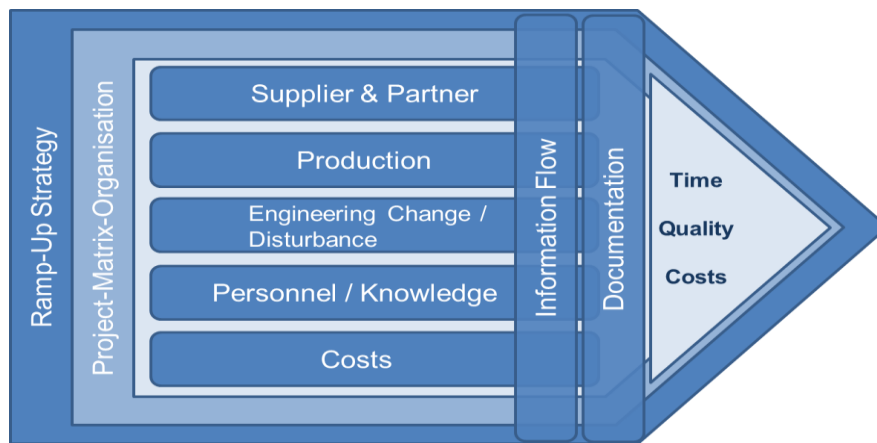 Ramp-Up Strategy
Project-Matrix-Organisation
Supplier & Partner
Production
Engineering Change /
Disturbance
Personnel / Knowledge
Costs
Information Flow
Documentation
Time
Quality
Costs